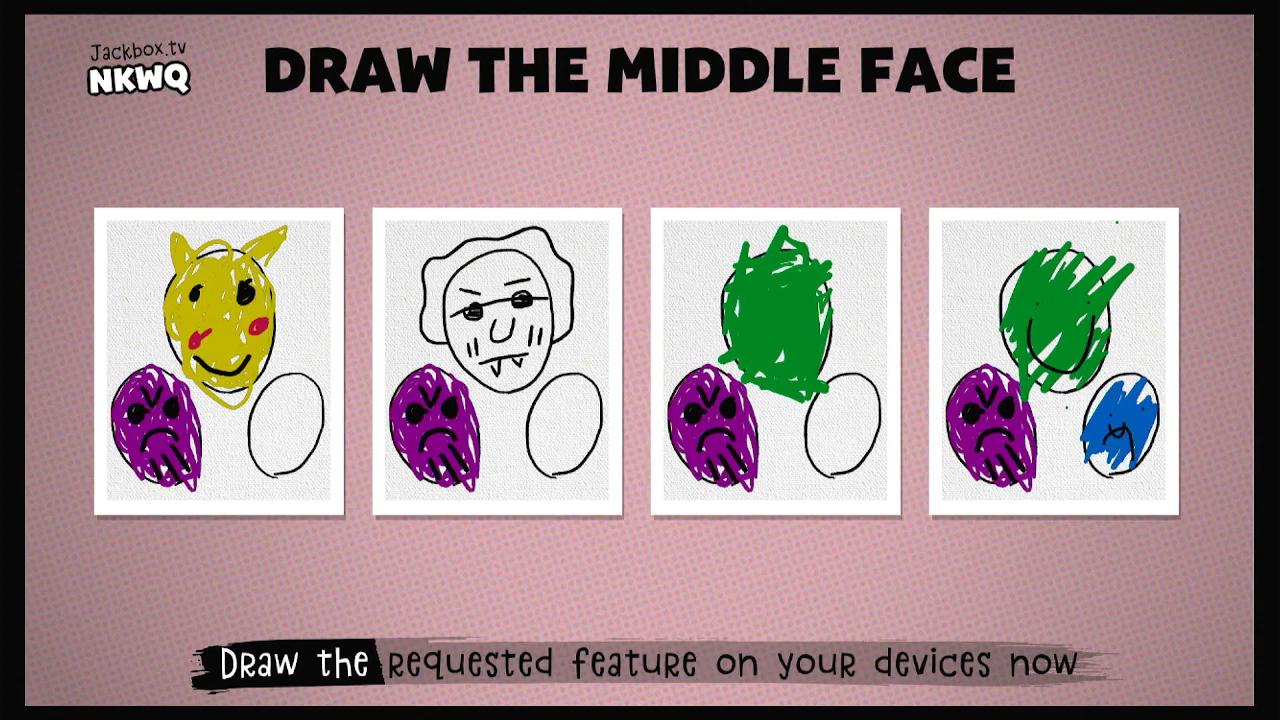 Jackbox.tv
NKWQ
DRAW THE MIDDLE FACE
Draw the requested feature on your devices now